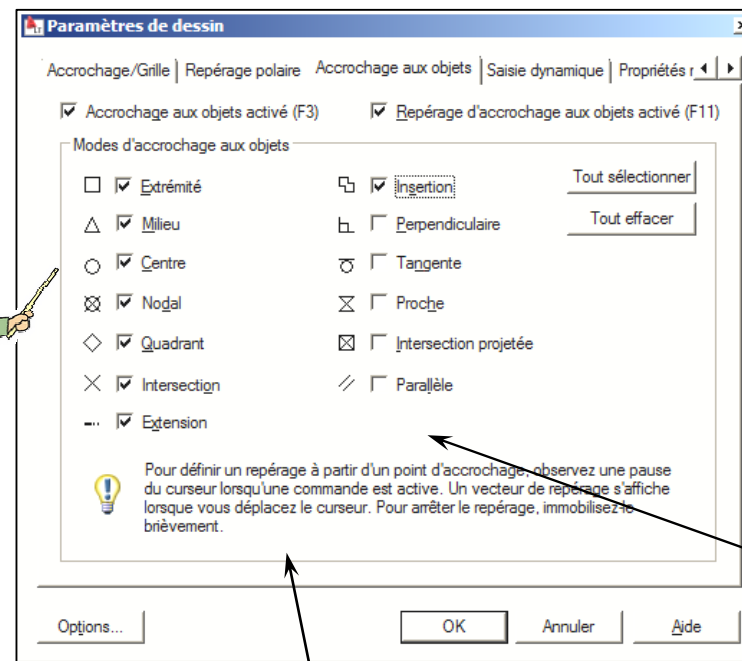 Paramètres de dessin
Accrochage/Grille Repérage polaire Accrochage aux objets Saisie dynamique Propriétés r
Accrochage aux objets activé (F3) Repérage d'accrochage aux objets activé (F11)
Modes d'accrochage aux objets
Extrémité Insertion Tout sélectionner
Milieu Perpendiculaire Tout effacer
Centre Tangente
Nodal Proche
Quadrant Intersection projetée
Intersection Parallèle
Extension
Pour définir un repérage à partir d'un point d'accrochage, observez une pause
du curseur lorsqu'une commande est active. Un vecteur de repérage s'affiche
lorsque vous déplacez le curseur. Pour arrêter le repérage, immobilisez-le
brièvement.
Options... OK Annuler Aide